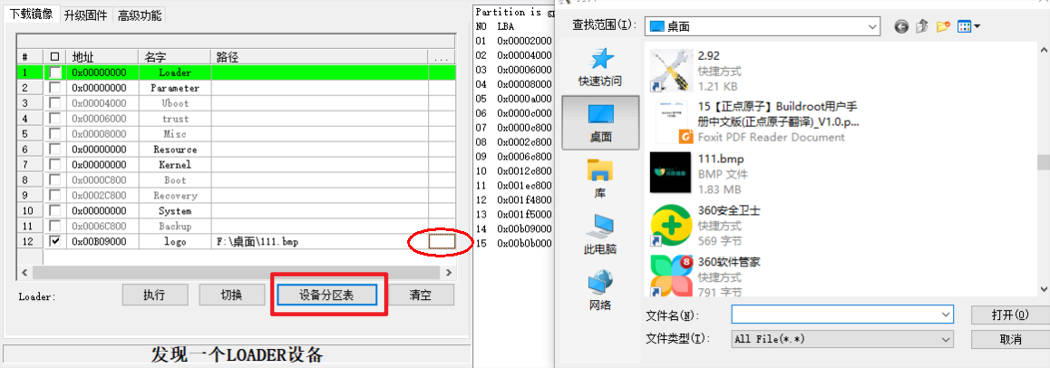 下载镜像 升级固件 高级功能
# 地址 名字 路径 ...
1 0x00000000 Loader
2 0x00000000 Parameter
3 0x00004000 Uboot
4 0x00006000 trust
5 0x00008000 Misc
6 0x00000000 Resource
7 0x00000000 Kernel
8 0x0000C800 Boot
9 0x0002C800 Recovery
10 0x00000000 System
11 0x0006C800 Backup
12 0x00B09000 logo F:\桌面\111.bmp
Loader: 执行 切换 设备分区表 清空
发现一个LOADER设备
Partition is
NO LBA
01 0x00002000
02 0x00004000
03 0x00006000
04 0x00008000
05 0x0000a000
06 0x0000c000
07 0x0000e800
08 0x0002e800
09 0x0006e800
10 0x0012e800
11 0x001ec800
12 0x001f4800
13 0x001f5000
14 0x00b09000
15 0x00b0b000
查找范围(I): 桌面
快速访问
桌面
库
此电脑
网络
2.92
快捷方式
1.21 KB
15【正点原子】Buildroot用户手
册中文版(正点原子翻译)_V1.0.p...
Foxit PDF Reader Document
111.bmp
BMP 文件
1.83 MB
360安全卫士
快捷方式
569 字节
360软件管家
快捷方式
791 字节
文件名(N): 打开(O)
文件类型(T): All File(*.*) 取消